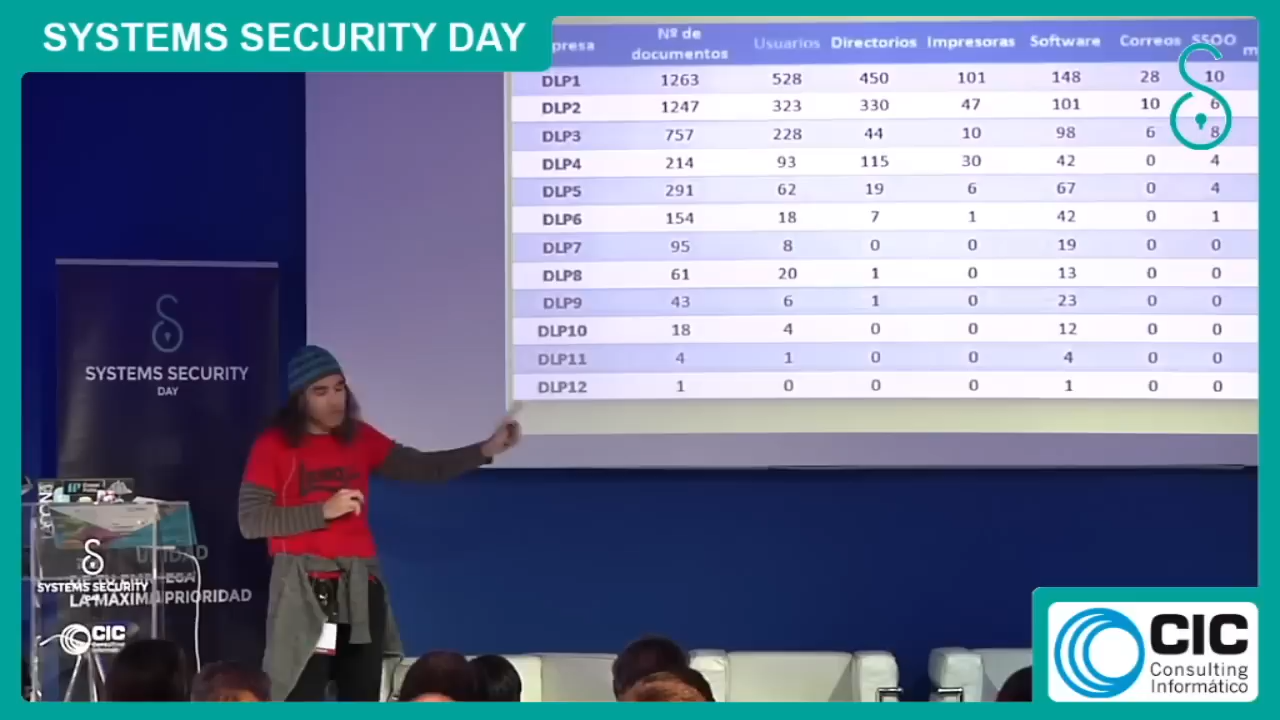 SYSTEMS SECURITY DAY
presa Nº de documentos Usuarios Directorios Impresoras Software Correos SSOO
DLP1 1263 528 450 101 148 28 10
DLP2 1247 323 330 47 101 10 6
DLP3 757 228 44 10 98 6 8
DLP4 214 93 115 30 42 0 4
DLP5 291 62 19 6 67 0 4
DLP6 154 18 7 1 42 0 1
DLP7 95 8 0 0 19 0 0
DLP8 61 20 1 0 13 0 0
DLP9 43 6 1 0 23 0 0
DLP10 18 4 0 0 12 0 0
DLP11 4 1 0 0 4 0 0
DLP12 1 0 0 0 1 0 0
SYSTEMS SECURITY
DAY
SYSTEMS SECURITY
LA MÁXIMA PRIORIDAD
CIC
Consulting
Informático
CIC
Consulting
Informático